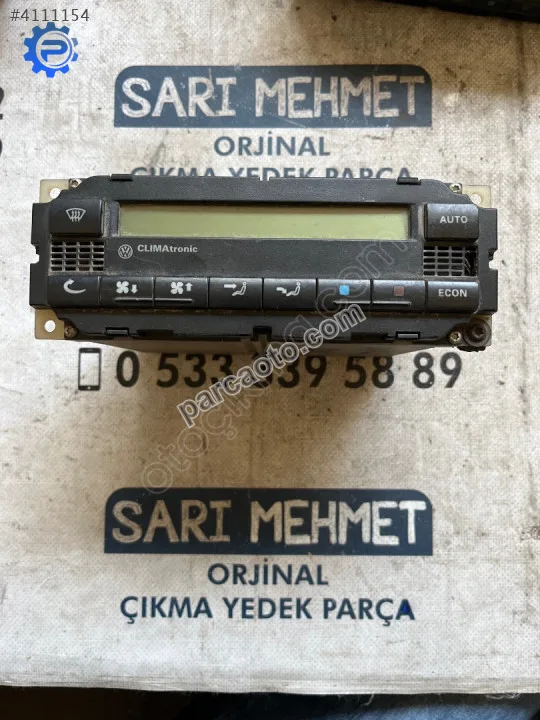 #4111154
SARI MEHMET
ORJİNAL
ÇIKMA YEDEK PARÇA
AUTO
CLIMAtronic
ECON
parcaoto.com
0 533 339 58 89
SARI MEHMET
ORJİNAL
ÇIKMA YEDEK PARÇA